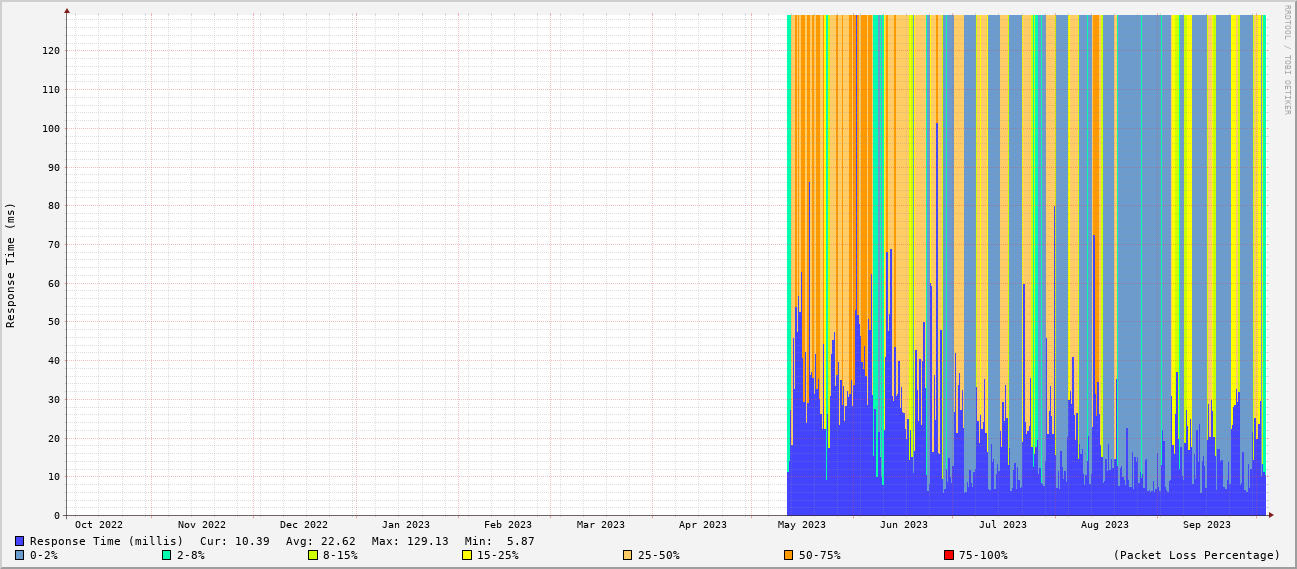 RRDTOOL / TOBI OETIKER
Response Time (ms)
120
110
100
90
80
70
60
50
40
30
20
10
0
Oct 2022 Nov 2022 Dec 2022 Jan 2023 Feb 2023 Mar 2023 Apr 2023 May 2023 Jun 2023 Jul 2023 Aug 2023 Sep 2023
Response Time (millis) Cur: 10.39 Avg: 22.62 Max: 129.13 Min: 5.87
0-2% 2-8% 8-15% 15-25% 25-50% 50-75% 75-100% (Packet Loss Percentage)